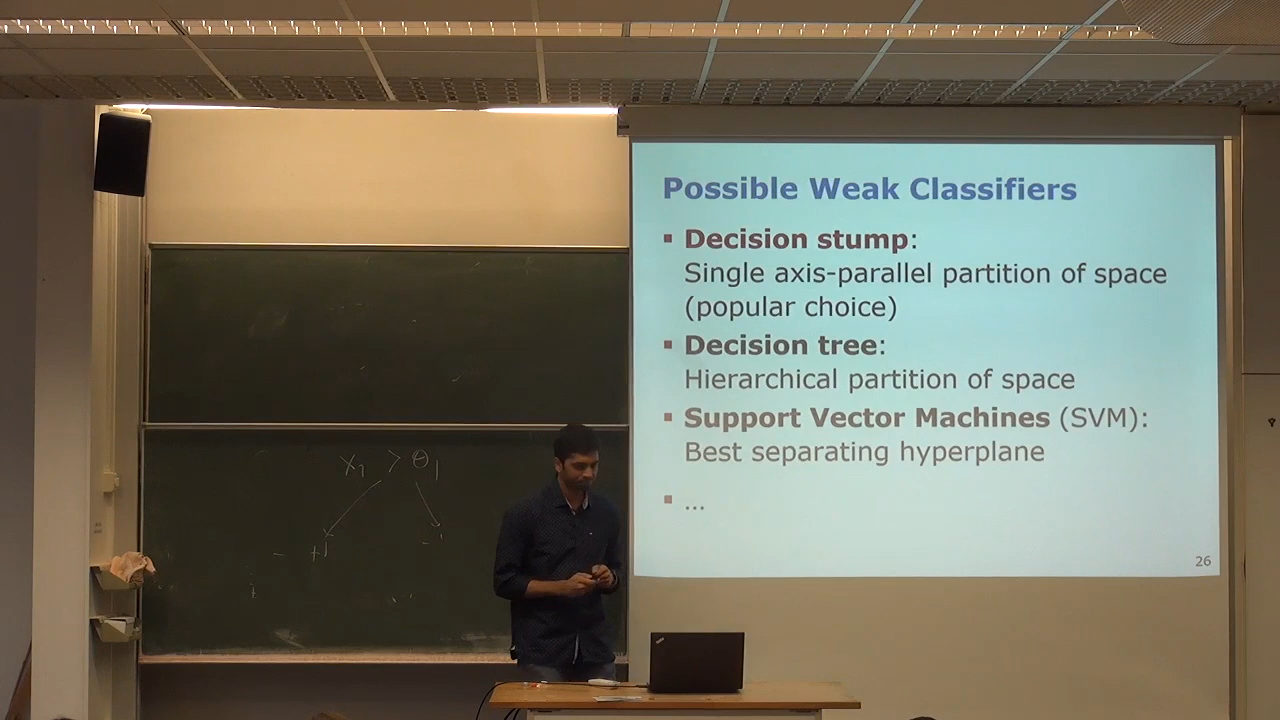 Possible Weak Classifiers
▪ Decision stump:
Single axis-parallel partition of space
(popular choice)
▪ Decision tree:
Hierarchical partition of space
▪ Support Vector Machines (SVM):
Best separating hyperplane
▪ ...
26
> θ₁
+1